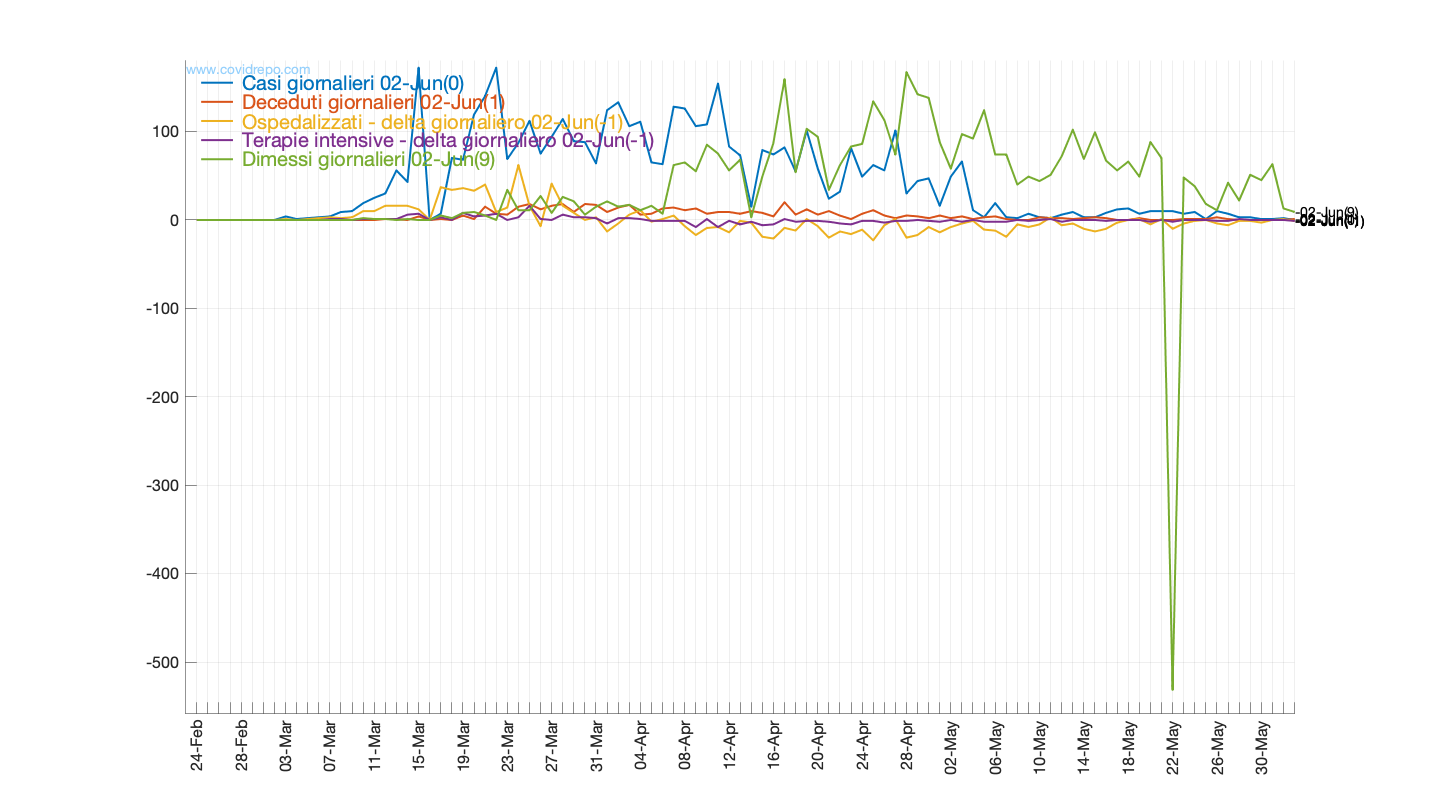 www.covidrepo.com
Casi giornalieri 02-Jun(0)
Deceduti giornalieri 02-Jun(1)
Ospedalizzati - delta giornaliero 02-Jun(-1)
Terapie intensive - delta giornaliero 02-Jun(-1)
Dimessi giornalieri 02-Jun(9)
100
0
-100
-200
-300
-400
-500
02-Jun(9)
24-Feb
28-Feb
03-Mar
07-Mar
11-Mar
15-Mar
19-Mar
23-Mar
27-Mar
31-Mar
04-Apr
08-Apr
12-Apr
16-Apr
20-Apr
24-Apr
28-Apr
02-May
06-May
10-May
14-May
18-May
22-May
26-May
30-May